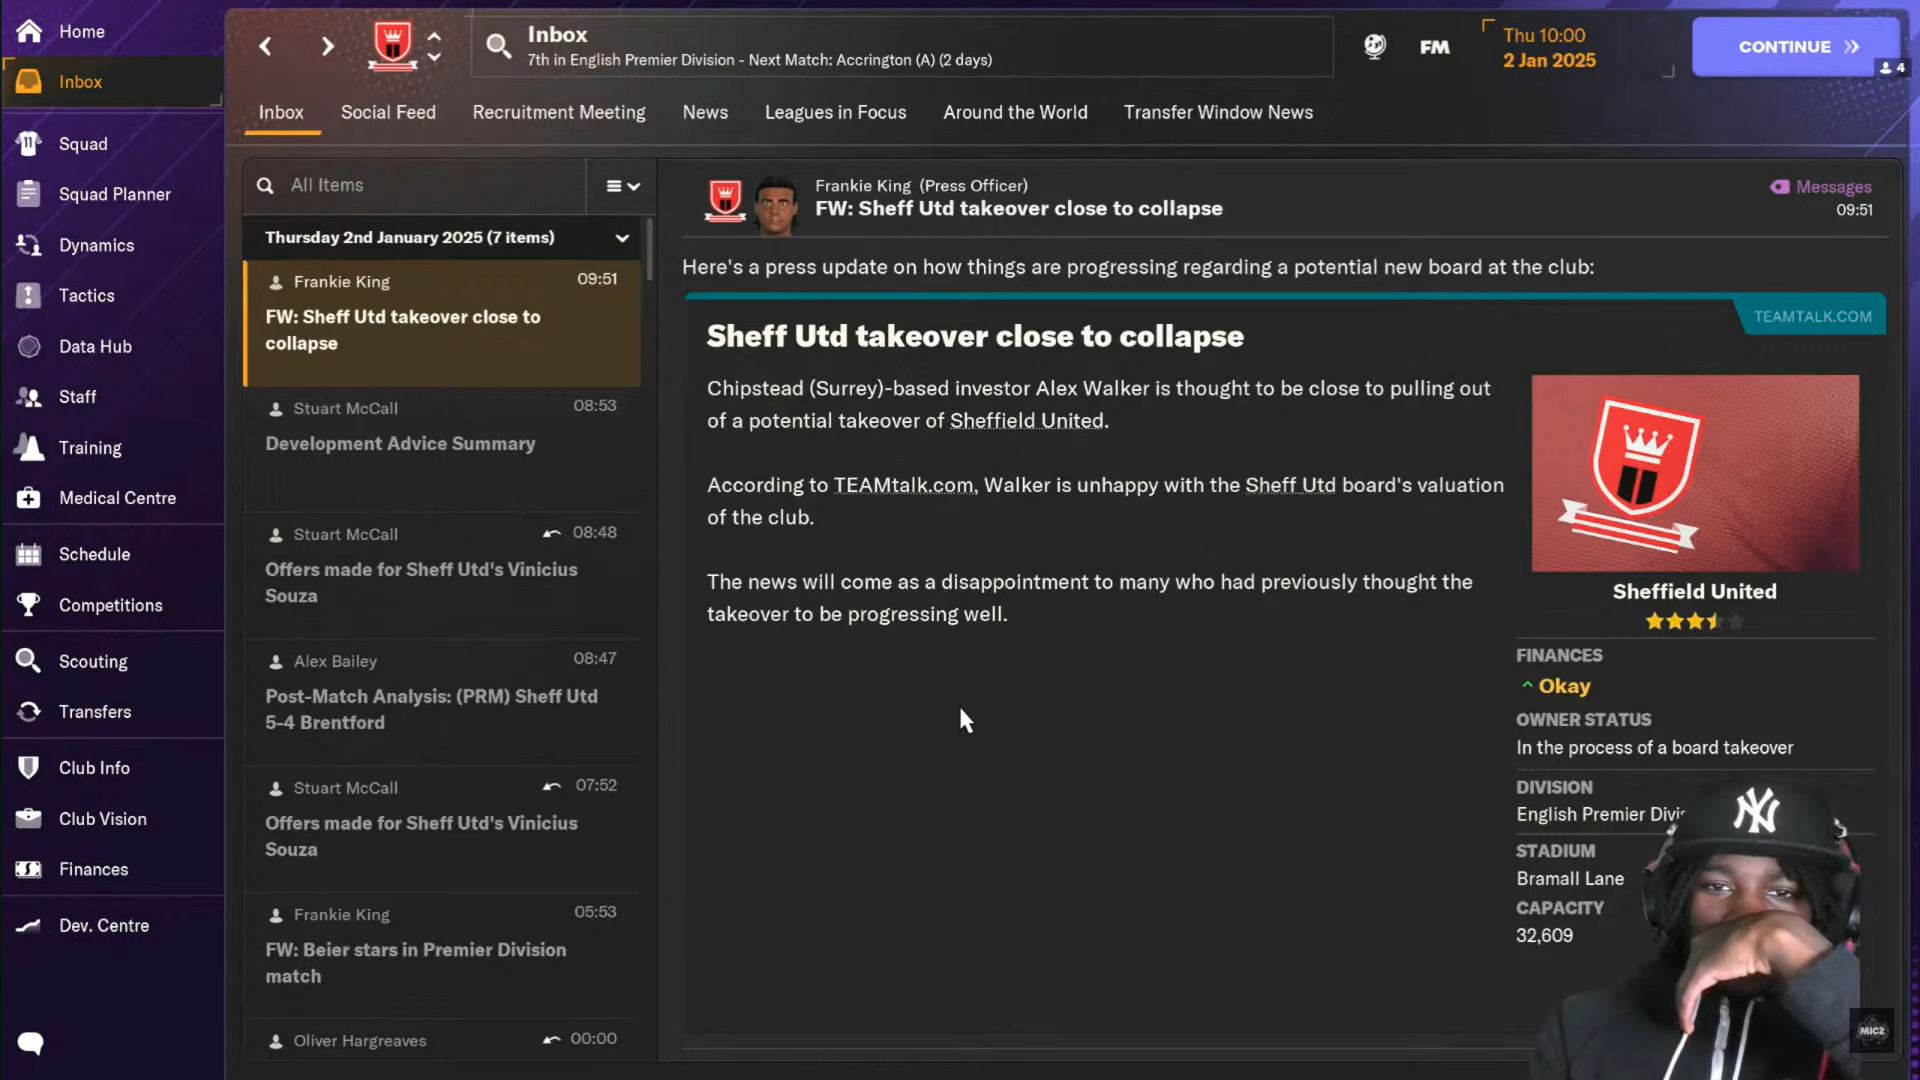 Home
Inbox
Squad
Squad Planner
Dynamics
Tactics
Data Hub
Staff
Training
Medical Centre
Schedule
Competitions
Scouting
Transfers
Club Info
Club Vision
Finances
Dev. Centre
Inbox
7th in English Premier Division - Next Match: Accrington (A) (2 days)
FM
Thu 10:00
2 Jan 2025
CONTINUE
4
Inbox Social Feed Recruitment Meeting News Leagues in Focus Around the World Transfer Window News
All Items
Thursday 2nd January 2025 (7 items)
Frankie King 09:51
FW: Sheff Utd takeover close to
collapse
Stuart McCall 08:53
Development Advice Summary
Stuart McCall 08:48
Offers made for Sheff Utd's Vinicius
Souza
Alex Bailey 08:47
Post-Match Analysis: (PRM) Sheff Utd
5-4 Brentford
Stuart McCall 07:52
Offers made for Sheff Utd's Vinicius
Souza
Frankie King 05:53
FW: Beier stars in Premier Division
match
Oliver Hargreaves 00:00
Frankie King (Press Officer)
FW: Sheff Utd takeover close to collapse
Messages
09:51
Here's a press update on how things are progressing regarding a potential new board at the club:
TEAMTALK.COM
Sheff Utd takeover close to collapse
Chipstead (Surrey)-based investor Alex Walker is thought to be close to pulling out
of a potential takeover of Sheffield United.
According to TEAMtalk.com, Walker is unhappy with the Sheff Utd board's valuation
of the club.
The news will come as a disappointment to many who had previously thought the
takeover to be progressing well.
Sheffield United
FINANCES
Okay
OWNER STATUS
In the process of a board takeover
DIVISION
English Premier Divi
STADIUM
Bramall Lane
CAPACITY
32,609
NY
MICZ
11